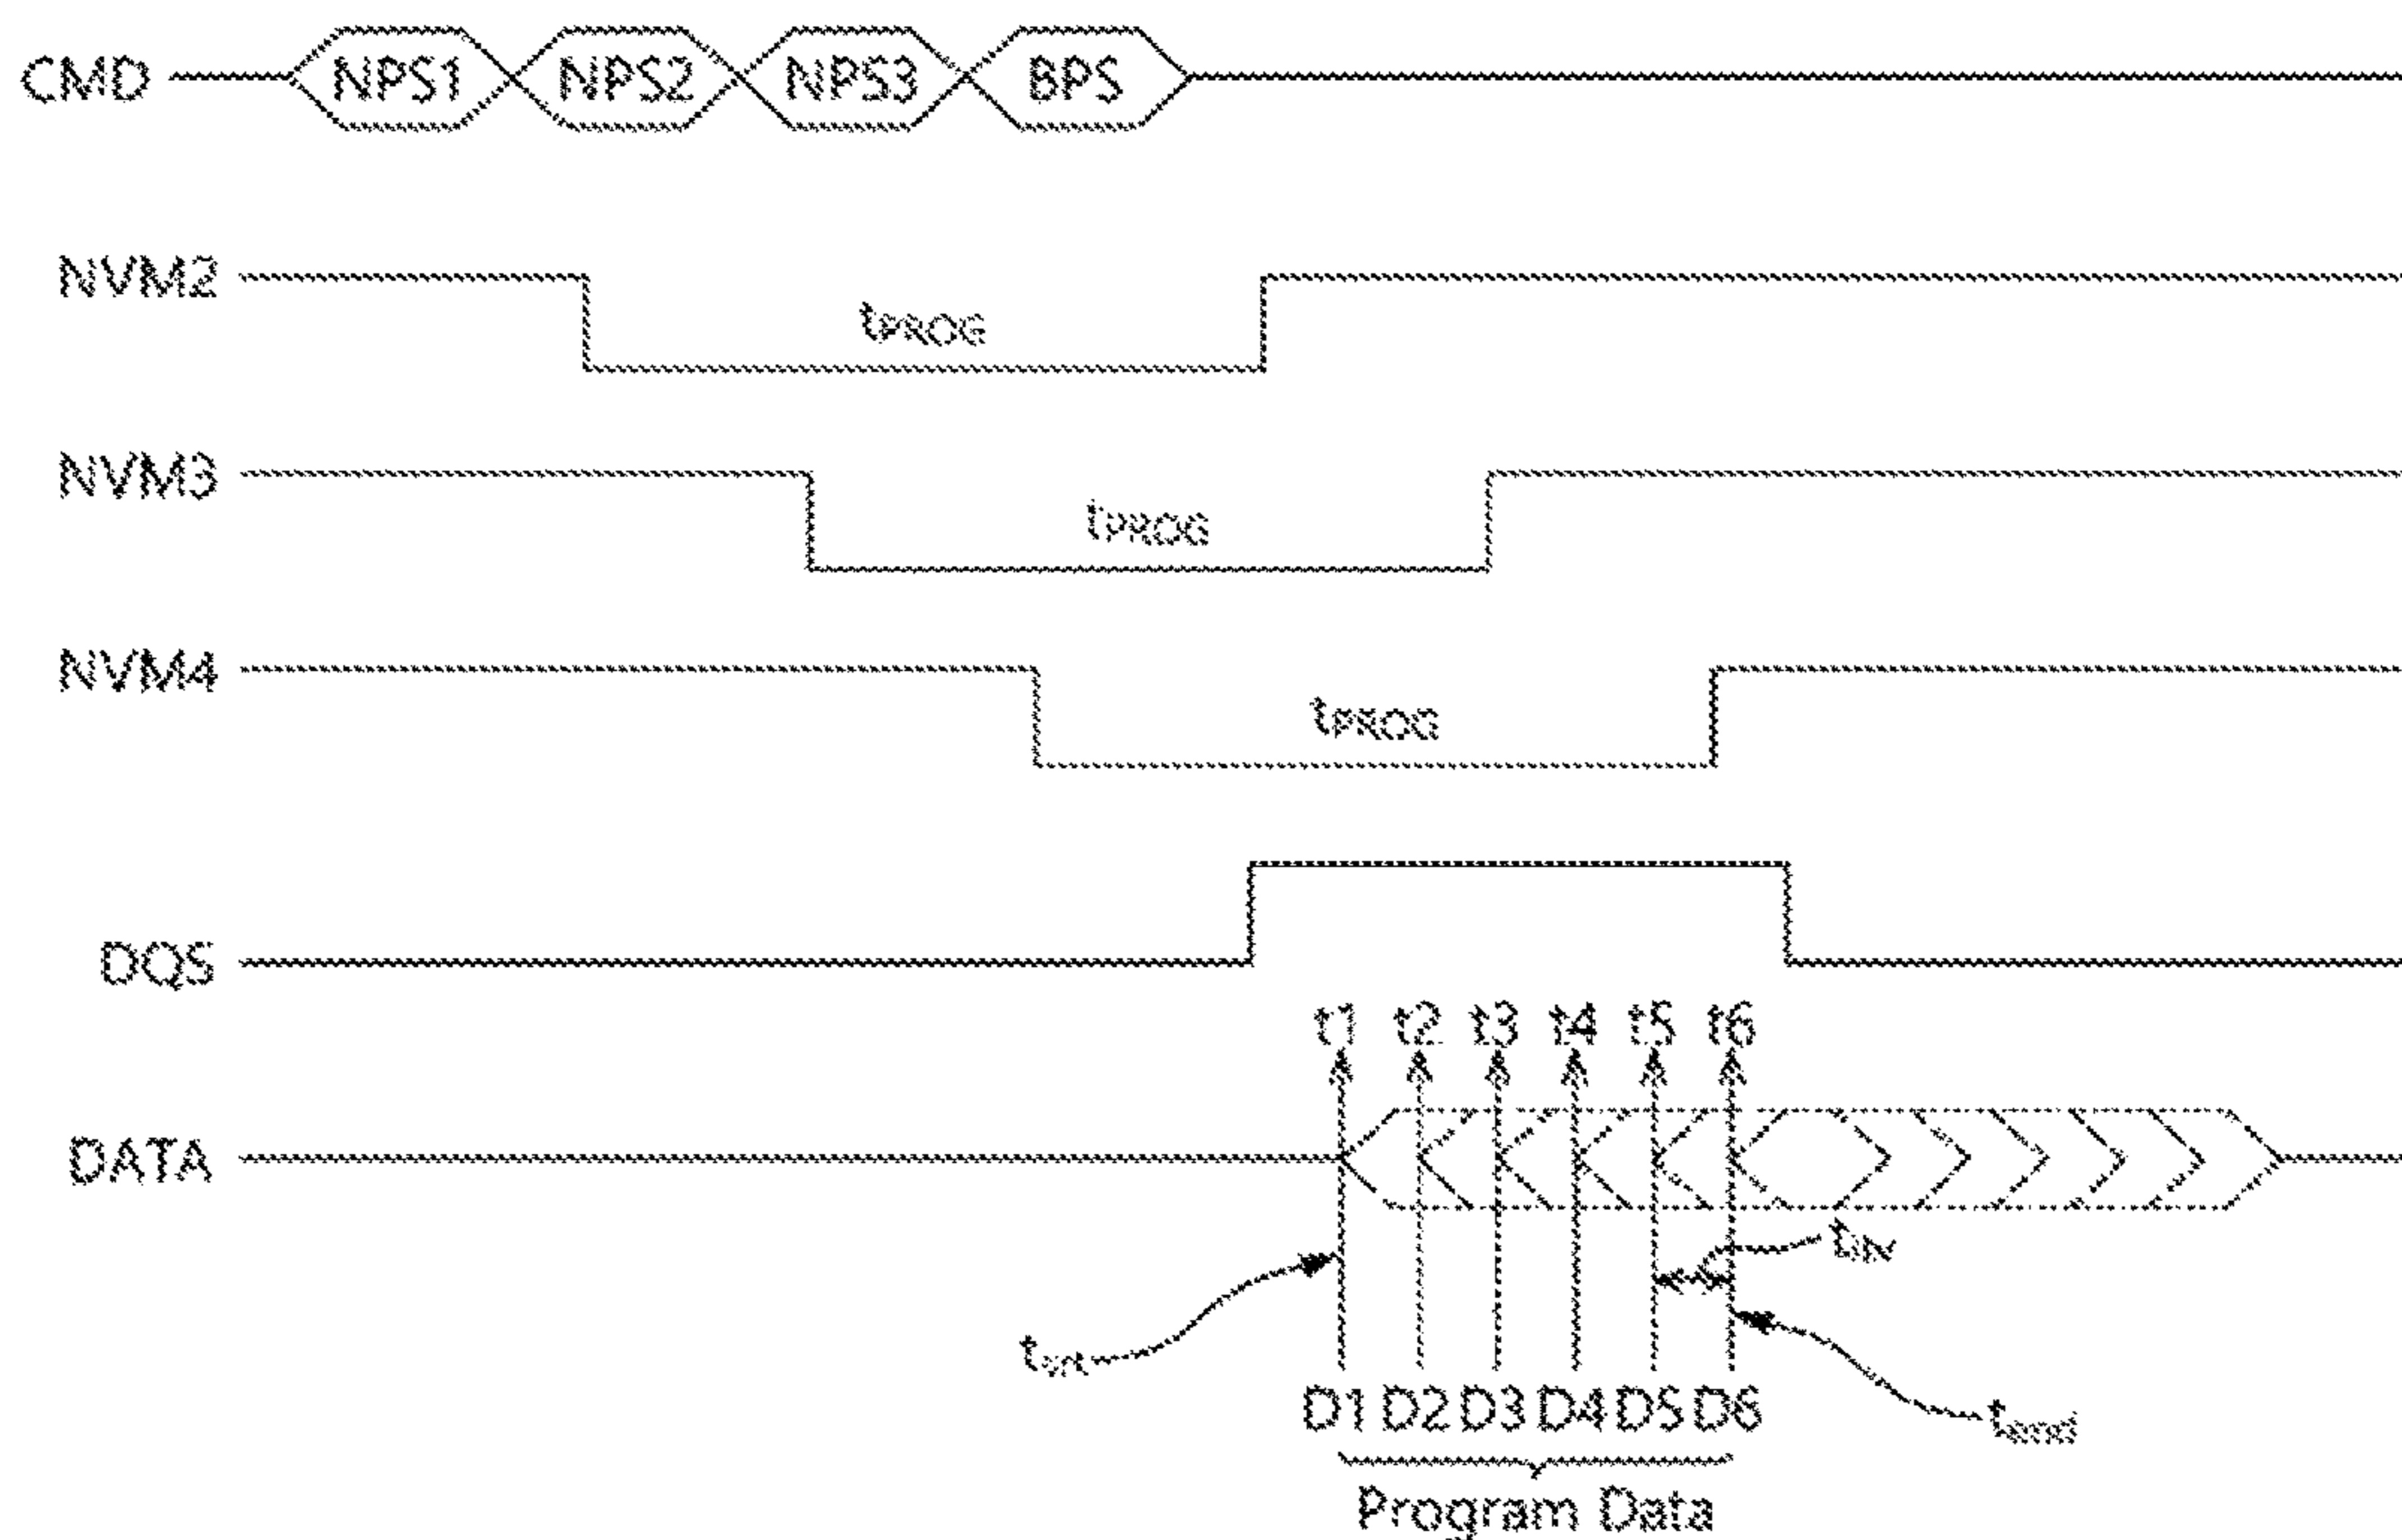 CMD NPS1 NPS2 NPS3 BPS
NVM2 tPROG
NVM3 tPROG
NVM4 tPROG
DQS
t1 t2 t3 t4 t5 t6
DATA
tend
D1 D2 D3 D4 D5 D6
Program Data